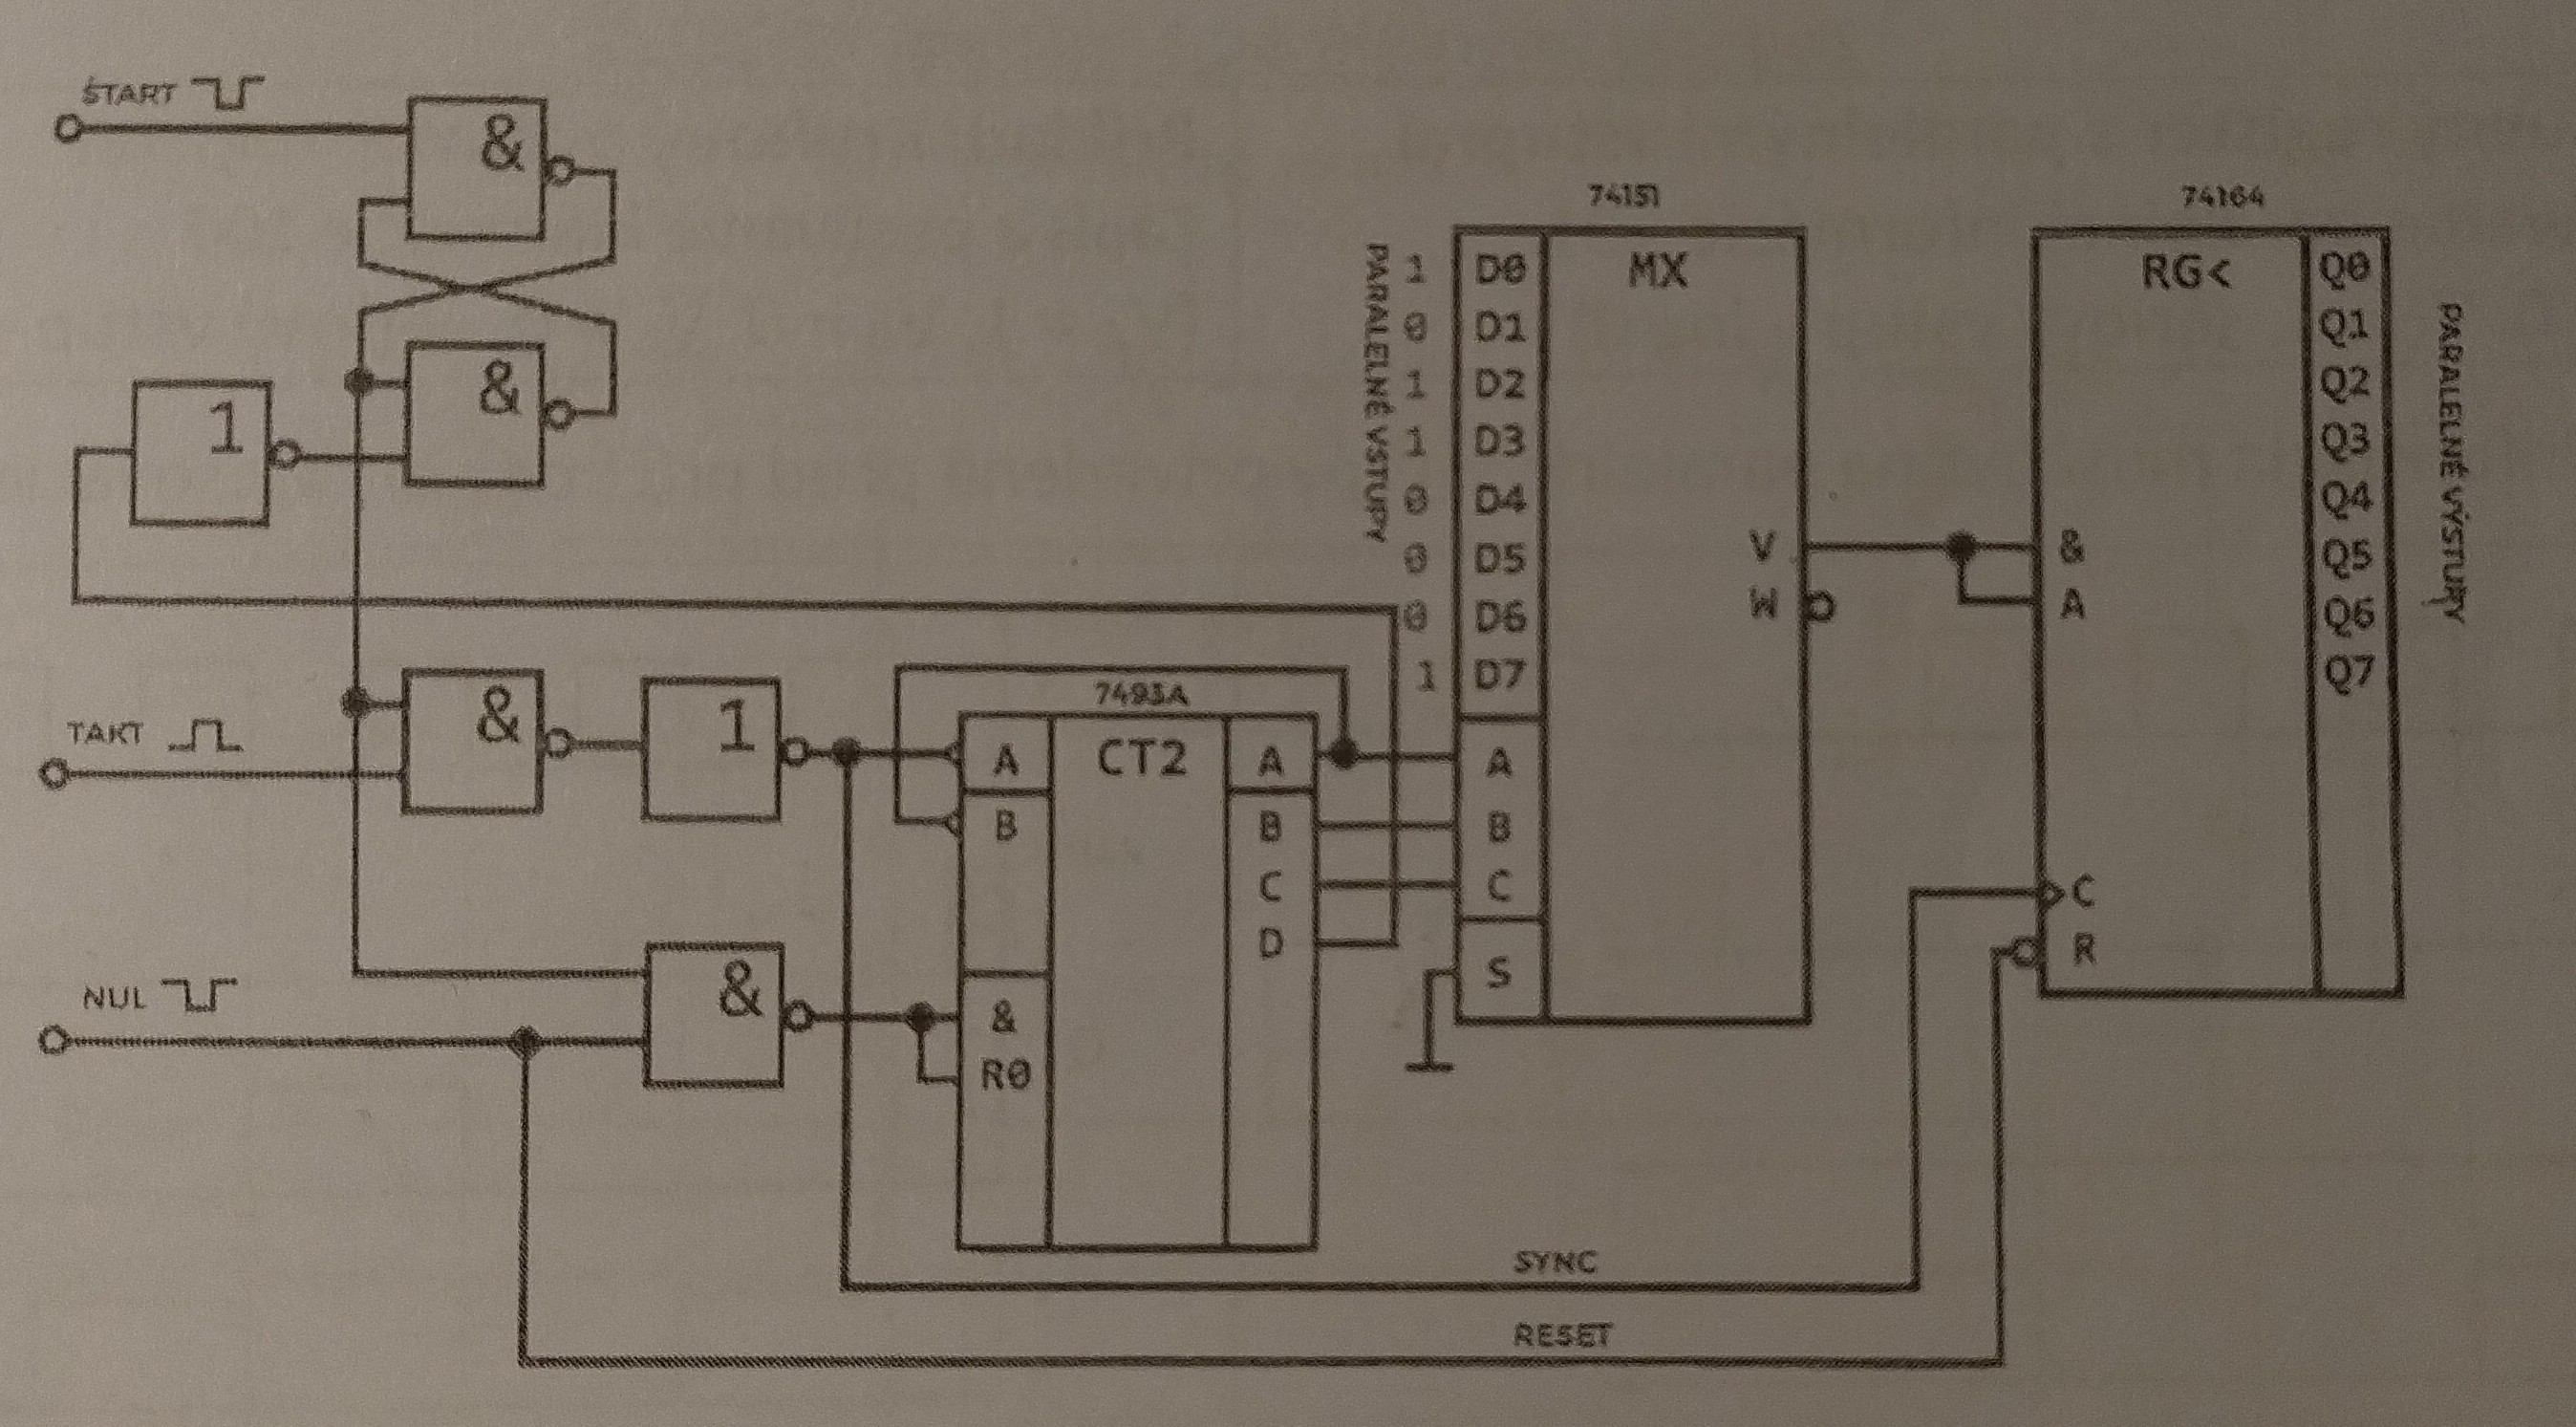 START
&
&
1
TAKT
&
1
NUL
&
7493A
A
B
&
R0
CT2
A
B
C
D
PARALELNÉ VSTUPY
1
0
1
1
0
0
0
1
74151
D0
D1
D2
D3
D4
D5
D6
D7
A
B
C
S
MX
V
W
74164
RG<
&
A
C
R
Q0
Q1
Q2
Q3
Q4
Q5
Q6
Q7
PARALELNÉ VÝSTUPY
SYNC
RESET